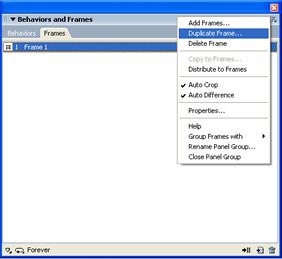 Behaviors and Frames
Behaviors Frames
1 Frame 1
Add Frames...
Duplicate Frame...
Delete Frame
Copy to Frames...
Distribute to Frames
Auto Crop
Auto Difference
Properties...
Help
Group Frames with
Rename Panel Group...
Close Panel Group
Forever